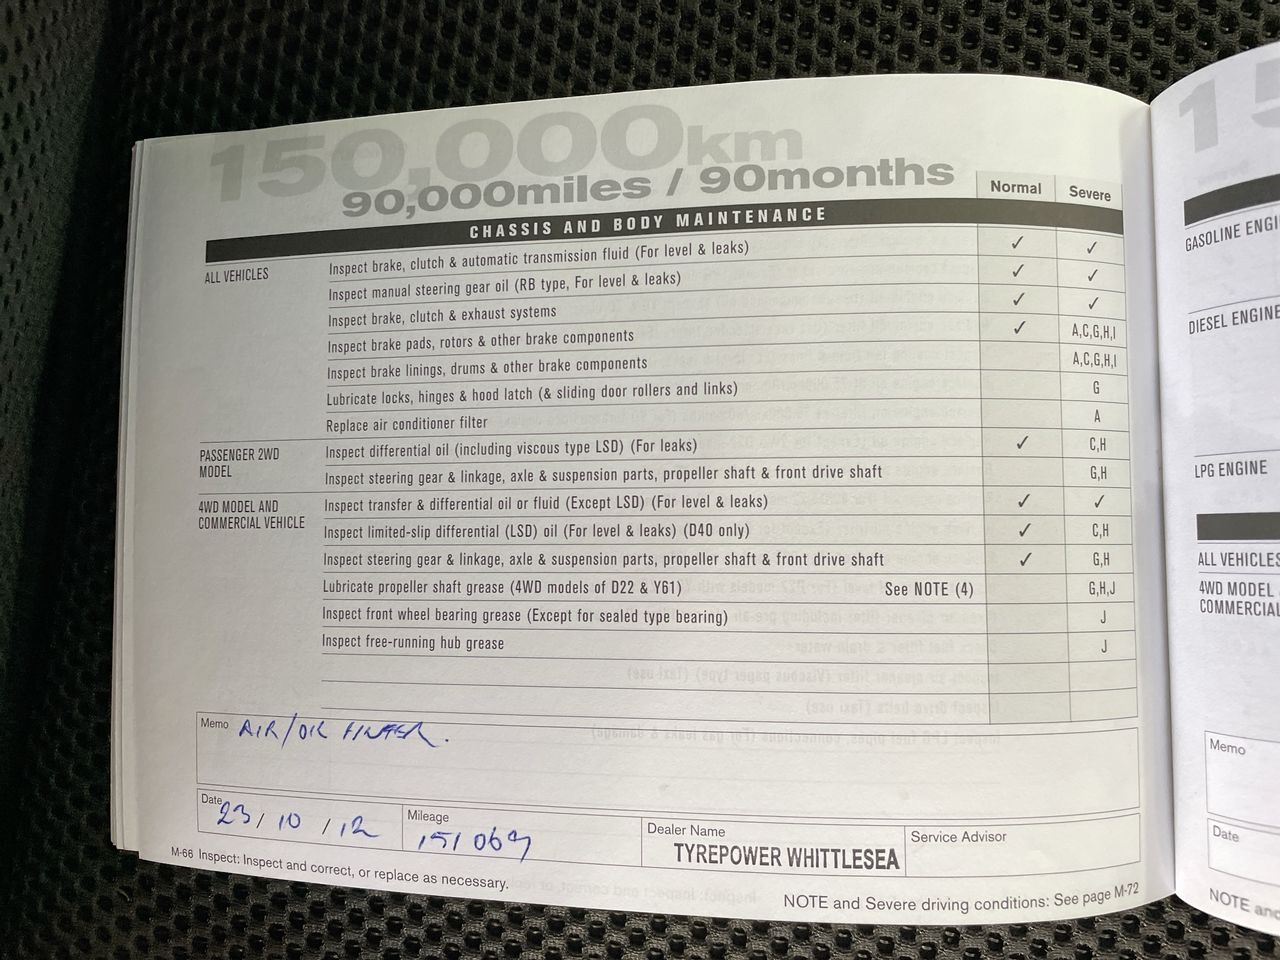 150,000km
90,000miles / 90months
Normal Severe
CHASSIS AND BODY MAINTENANCE
ALL VEHICLES Inspect brake, clutch & automatic transmission fluid (For level & leaks) ✓ ✓
Inspect manual steering gear oil (RB type, For level & leaks) ✓ ✓
Inspect brake, clutch & exhaust systems ✓ ✓
Inspect brake pads, rotors & other brake components ✓ A,C,G,H,I
Inspect brake linings, drums & other brake components A,C,G,H,I
Lubricate locks, hinges & hood latch (& sliding door rollers and links) G
Replace air conditioner filter A
PASSENGER 2WD MODEL Inspect differential oil (including viscous type LSD) (For leaks) ✓ C,H
Inspect steering gear & linkage, axle & suspension parts, propeller shaft & front drive shaft G,H
4WD MODEL AND COMMERCIAL VEHICLE Inspect transfer & differential oil or fluid (Except LSD) (For level & leaks) ✓ ✓
Inspect limited-slip differential (LSD) oil (For level & leaks) (D40 only) ✓ C,H
Inspect steering gear & linkage, axle & suspension parts, propeller shaft & front drive shaft ✓ G,H
Lubricate propeller shaft grease (4WD models of D22 & Y61) See NOTE (4) G,H,J
Inspect front wheel bearing grease (Except for sealed type bearing) J
Inspect free-running hub grease J
Memo AIR/OIL
Date 23/10/12 Mileage 151069 Dealer Name TYREPOWER WHITTLESEA Service Advisor
M-66 Inspect: Inspect and correct, or replace as necessary.
NOTE and Severe driving conditions: See page M-72
15
GASOLINE
DIESEL ENGINE
LPG ENGINE
ALL VEHICLES
4WD MODEL
Memo
Date
NOTE